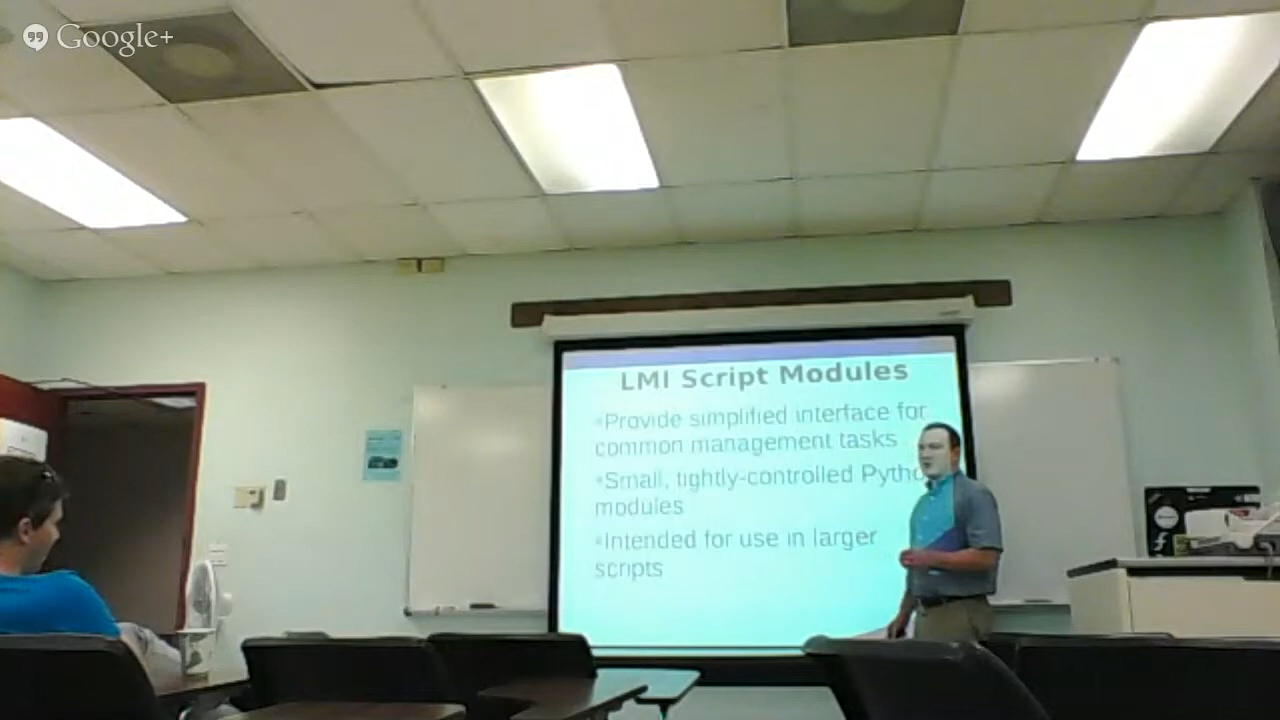 Google+
LMI Script Modules
Provide simplified interface for
common management tasks
Small, tightly-controlled Pytho
modules
Intended for use in larger
scripts